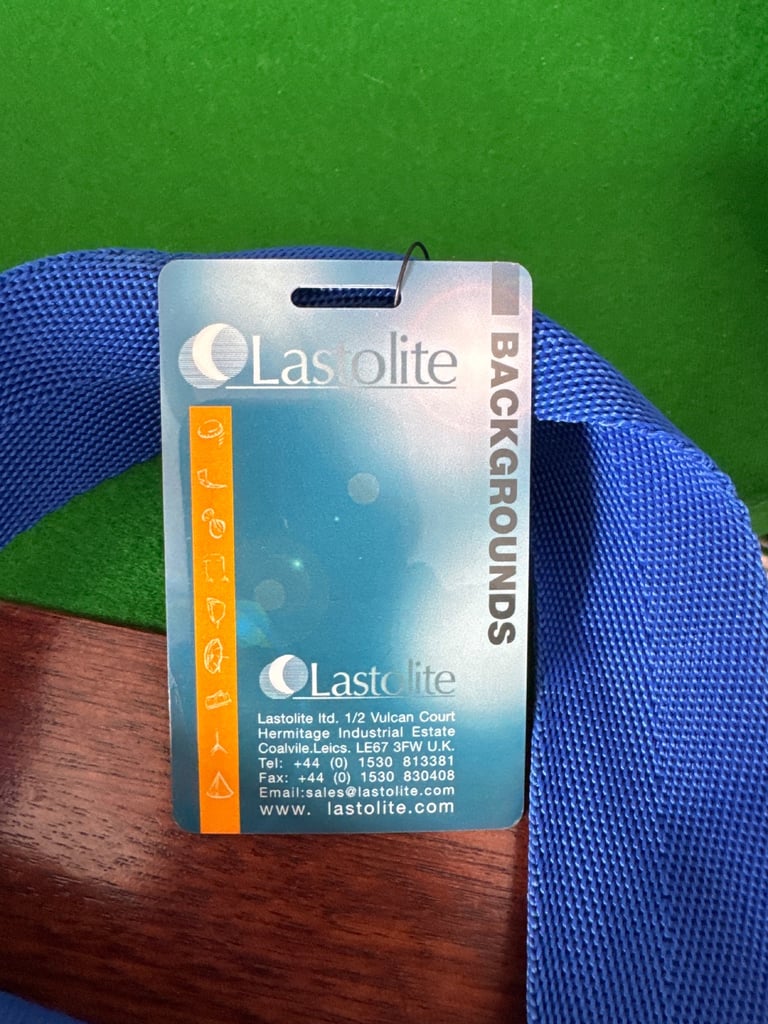 Lastolite
BACKGROUNDS
Lastolite
Lastolite ltd. 1/2 Vulcan Court
Hermitage Industrial Estate
Coalvile.Leics. LE67 3FW U.K.
Tel: +44 (0) 1530 813381
Fax: +44 (0) 1530 830408
Email:sales@lastolite.com
www. lastolite.com